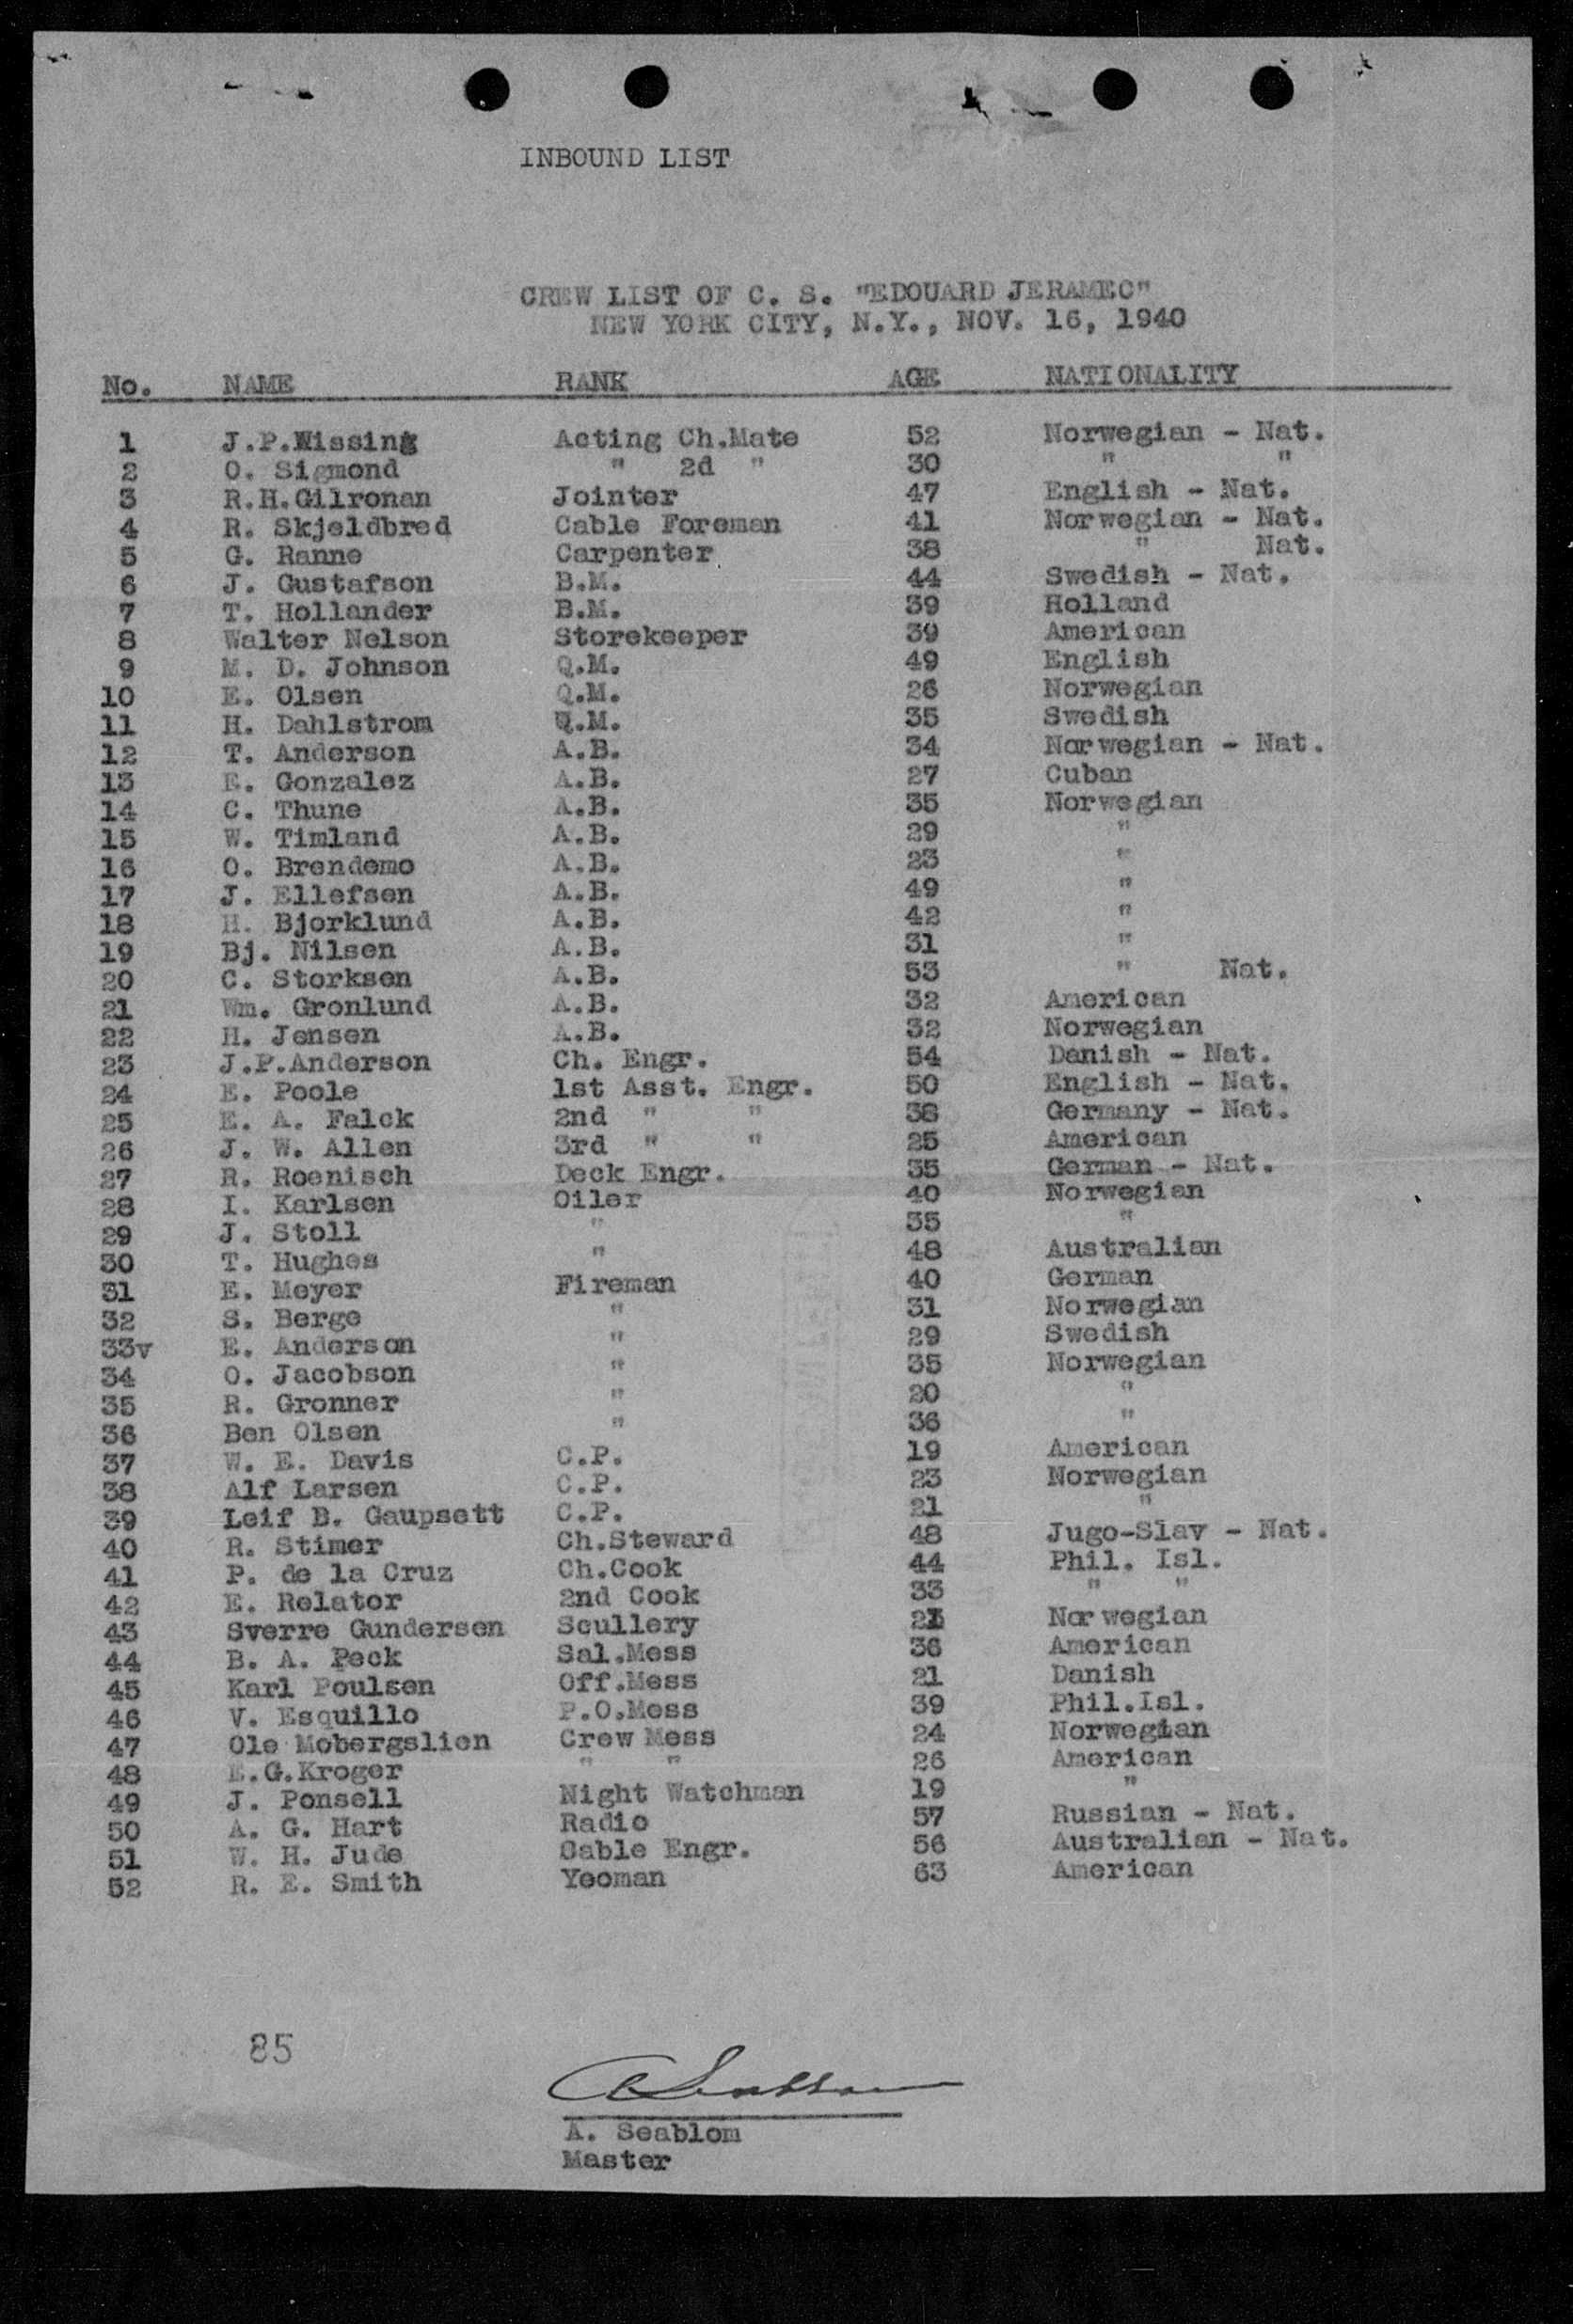 INBOUND LIST
CREW LIST OF C. S. "EDOUARD JERAMEC"
NEW YORK CITY, N.Y., NOV. 16, 1940
No. NAME RANK AGE NATIONALITY
1 J.P.Nissing Acting Ch.Mate 52 Norwegian - Nat.
2 O. Sigmond " 2d " 30 " "
3 R.H.Gilronan Jointer 47 English - Nat.
4 R. Skjeldbred Cable Foreman 41 Norwegian - Nat.
5 G. Ranne Carpenter 38 " Nat.
6 J. Gustafson B.M. 44 Swedish - Nat.
7 T. Hollander B.M. 39 Holland
8 Walter Nelson Storekeeper 39 American
9 M. D. Johnson Q.M. 49 English
10 E. Olsen Q.M. 26 Norwegian
11 H. Dahlstrom Q.M. 35 Swedish
12 T. Anderson A.B. 34 Norwegian - Nat.
13 E. Gonzalez A.B. 27 Cuban
14 C. Thune A.B. 35 Norwegian
15 W. Timland A.B. 29 "
16 O. Brendemo A.B. 23 "
17 J. Ellefsen A.B. 49 "
18 H. Bjorklund A.B. 42 "
19 Bj. Nilsen A.B. 31 "
20 C. Storksen A.B. 53 " Nat.
21 Wm. Gronlund A.B. 32 American
22 H. Jensen A.B. 32 Norwegian
23 J.P.Anderson Ch. Engr. 54 Danish - Nat.
24 E. Poole 1st Asst. Engr. 50 English - Nat.
25 E. A. Falck 2nd " " 38 Germany - Nat.
26 J. W. Allen 3rd " " 25 American
27 R. Roenisch Deck Engr. 35 German - Nat.
28 I. Karlsen Oiler 40 Norwegian
29 J. Stoll " 35 "
30 T. Hughes " 48 Australian
31 E. Meyer Fireman 40 German
32 S. Berge " 31 Norwegian
33v E. Anderson " 29 Swedish
34 O. Jacobson " 35 Norwegian
35 R. Gronner " 20 "
36 Ben Olsen " 36 "
37 W. E. Davis C.P. 19 American
38 Alf Larsen C.P. 23 Norwegian
39 Leif B. Gaupsett C.P. 21 "
40 R. Stimer Ch.Steward 48 Jugo-Slav - Nat.
41 P. de la Cruz Ch.Cook 44 Phil. Isl.
42 E. Relator 2nd Cook 33 " "
43 Sverre Gundersen Scullery Norwegian
44 B. A. Peck Sal.Mess 36 American
45 Karl Poulsen Off.Mess 21 Danish
46 V. Esquillo P.O.Mess 39 Phil.Isl.
47 Ole Mobergslien Crew Mess 24 Norwegian
48 E.G.Kroger " " 26 American
49 J. Ponsell Night Watchman 19 "
50 A. G. Hart Radio 57 Russian - Nat.
51 W. H. Jude Cable Engr. 56 Australian - Nat.
52 R. E. Smith Yeoman 63 American
85
A. Seablom
A. Seablom
Master